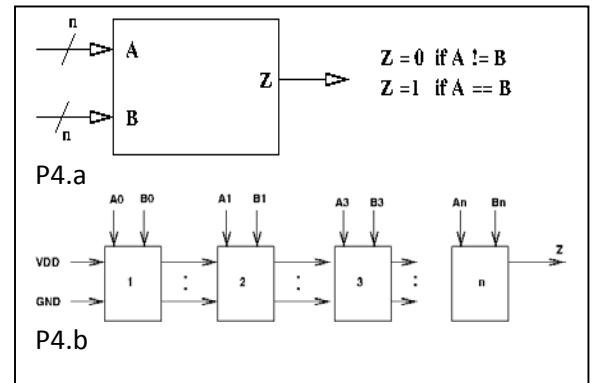 n
A
Z
Z = 0 if A != B
Z = 1 if A == B
B
n
P4.a
A0 B0 A1 B1 A3 B3 An Bn
VDD
Z
1 : 2 : 3 : n
GND
P4.b